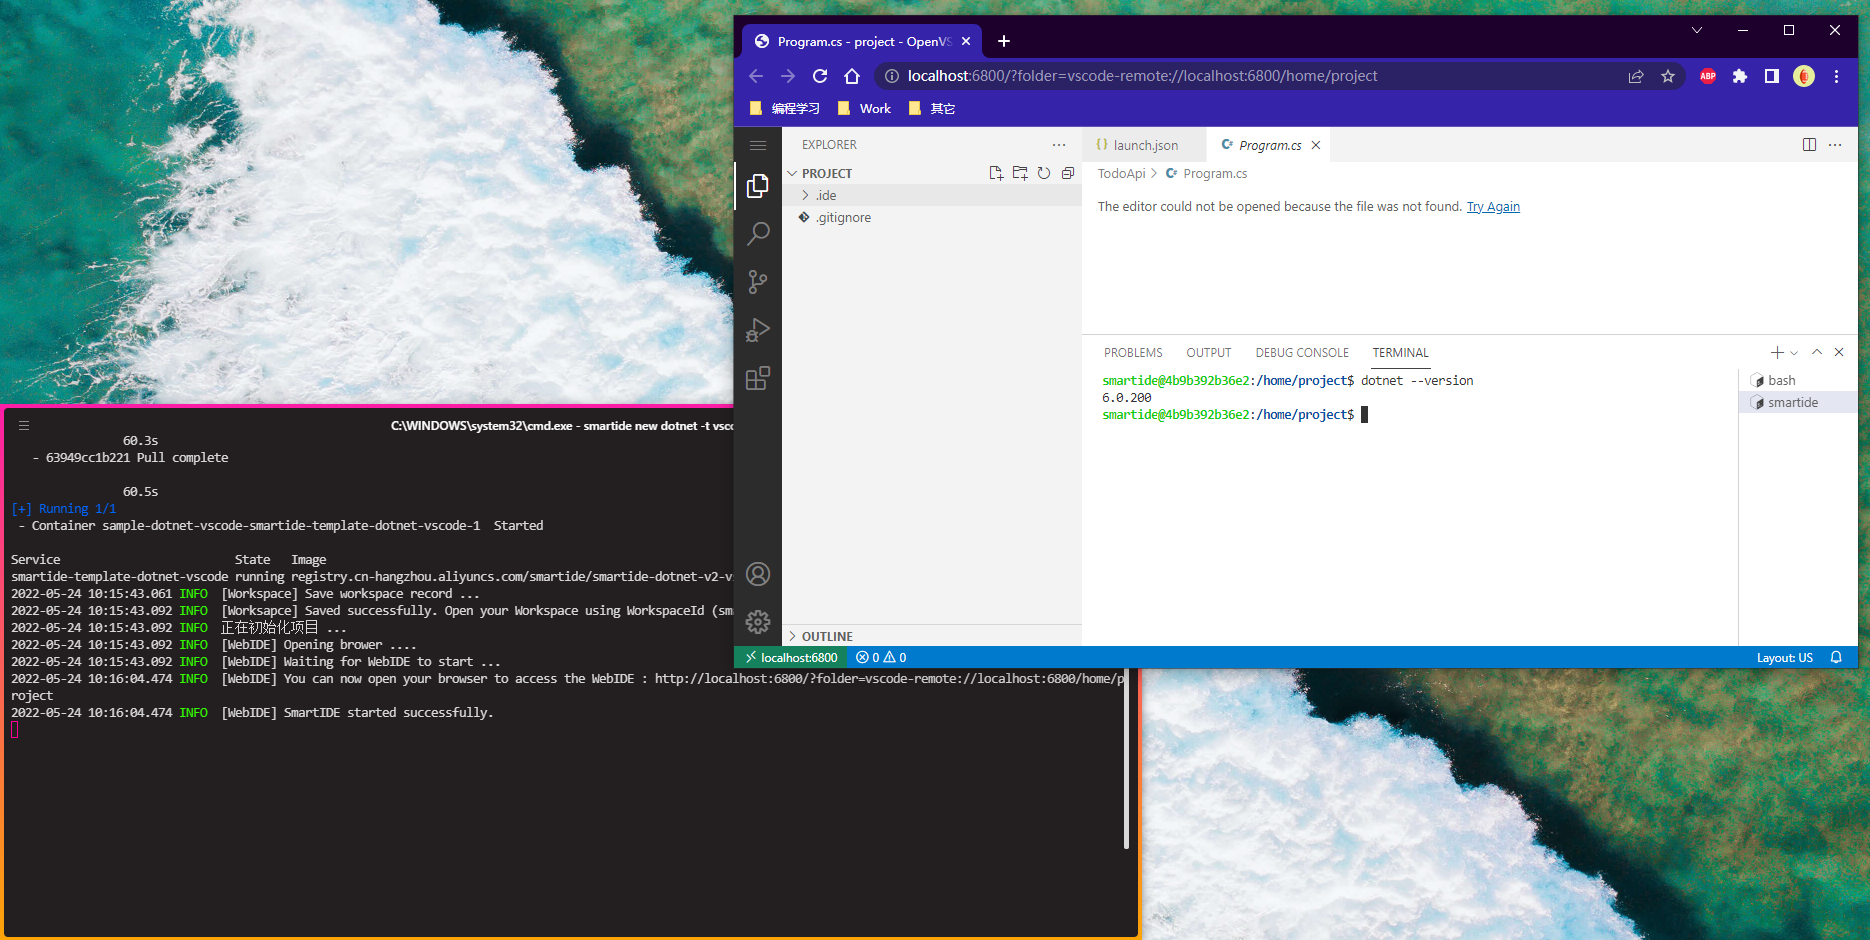 Program.cs - project - OpenVS
localhost:6800/?folder=vscode-remote://localhost:6800/home/project
ABP
编程学习
Work
其它
EXPLORER
PROJECT
.ide
.gitignore
OUTLINE
launch.json
Program.cs
TodoApi > Program.cs
The editor could not be opened because the file was not found. Try Again
PROBLEMS OUTPUT DEBUG CONSOLE TERMINAL
smartide@4b9b392b36e2:/home/project$ dotnet --version
6.0.200
smartide@4b9b392b36e2:/home/project$
bash
smartide
localhost:6800
0 0
Layout: US
C:\WINDOWS\system32\cmd.exe - smartide new dotnet -t vsco
60.3s
- 63949cc1b221 Pull complete
60.5s
[+] Running 1/1
- Container sample-dotnet-vscode-smartide-template-dotnet-vscode-1 Started
Service State Image
smartide-template-dotnet-vscode running registry.cn-hangzhou.aliyuncs.com/smartide/smartide-dotnet-v2-vs
2022-05-24 10:15:43.061 INFO [Workspace] Save workspace record ...
2022-05-24 10:15:43.092 INFO [Worksapce] Saved successfully. Open your Workspace using WorkspaceId (sma
2022-05-24 10:15:43.092 INFO 正在初始化项目 ...
2022-05-24 10:15:43.092 INFO [WebIDE] Opening brower ....
2022-05-24 10:15:43.092 INFO [WebIDE] Waiting for WebIDE to start ...
2022-05-24 10:16:04.474 INFO [WebIDE] You can now open your browser to access the WebIDE : http://localhost:6800/?folder=vscode-remote://localhost:6800/home/p
roject
2022-05-24 10:16:04.474 INFO [WebIDE] SmartIDE started successfully.